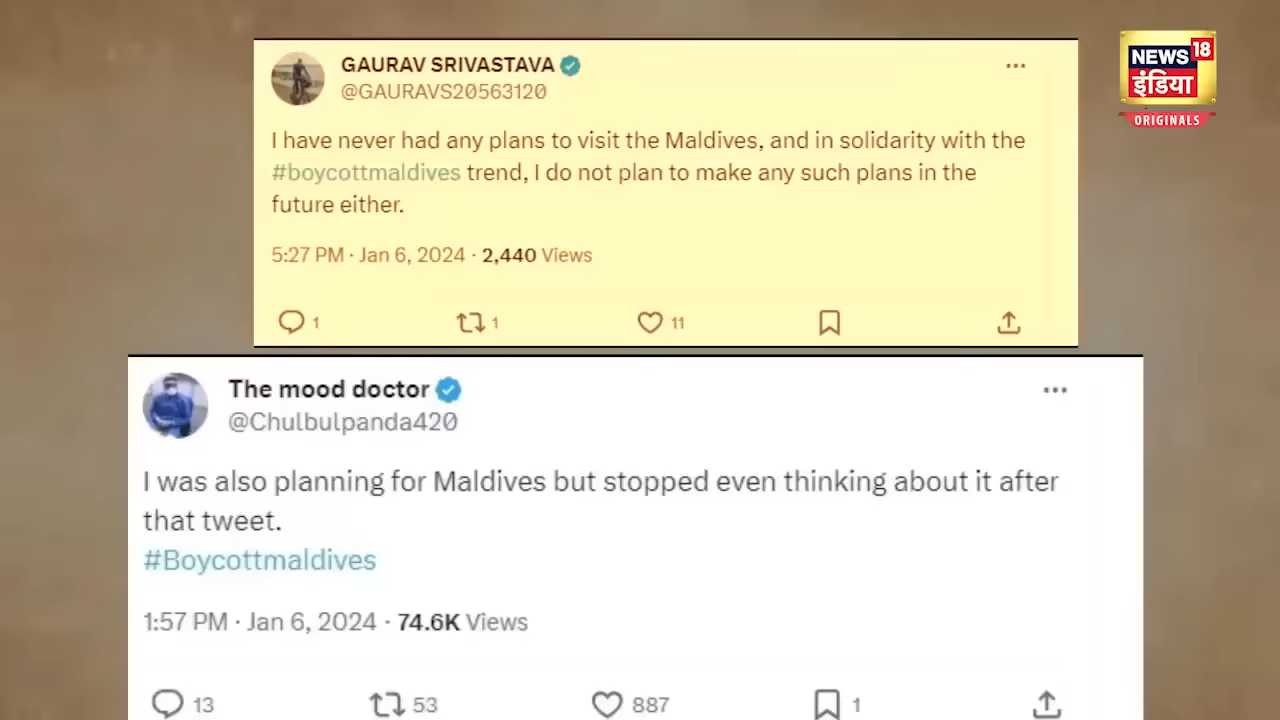 GAURAV SRIVASTAVA
@GAURAVS20563120
I have never had any plans to visit the Maldives, and in solidarity with the
#boycottmaldives trend, I do not plan to make any such plans in the
future either.
5:27 PM · Jan 6, 2024 · 2,440 Views
1 1 11
NEWS 18
इंडिया
ORIGINALS
The mood doctor
@Chulbulpanda420
I was also planning for Maldives but stopped even thinking about it after
that tweet.
#Boycottmaldives
1:57 PM · Jan 6, 2024 · 74.6K Views
13 53 887 1